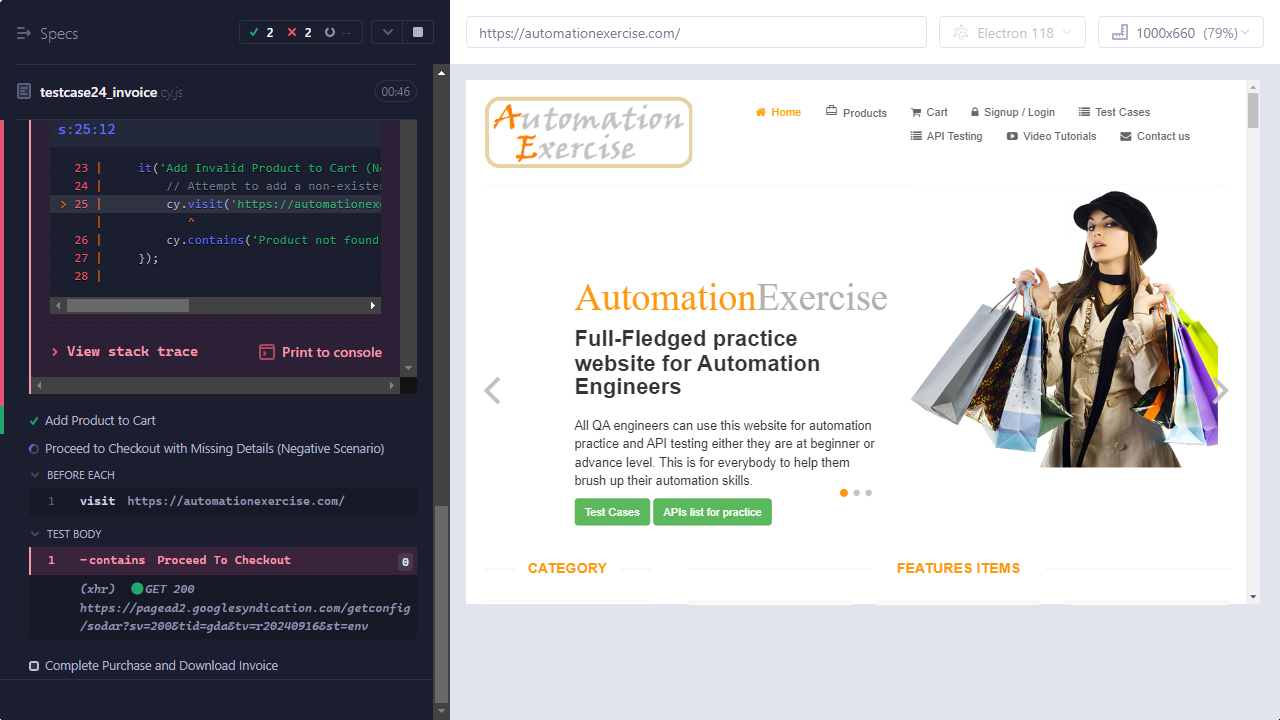 Specs
2
2
--
testcase24_invoice.cy.js
00:46
s:25:12
23 | it('Add Invalid Product to Cart (N
24 | // Attempt to add a non-exister
> 25 | cy.visit('https://automationex
| ^
26 | cy.contains('Product not found
27 | });
28 |
> View stack trace
Print to console
Add Product to Cart
Proceed to Checkout with Missing Details (Negative Scenario)
BEFORE EACH
1 visit https://automationexercise.com/
TEST BODY
1 -contains Proceed To Checkout 0
(xhr) GET 200
https://pagead2.googlesyndication.com/getconfig
/sodar?sv=200&tid=gda&tv=r20240916&st=env
Complete Purchase and Download Invoice
https://automationexercise.com/
Electron 118
1000x660 (79%)
Automation
Exercise
Home
Products
Cart
Signup / Login
Test Cases
API Testing
Video Tutorials
Contact us
AutomationExercise
Full-Fledged practice
website for Automation
Engineers
All QA engineers can use this website for automation
practice and API testing either they are at beginner or
advance level. This is for everybody to help them
brush up their automation skills.
Test Cases
APIs list for practice
CATEGORY
FEATURES ITEMS